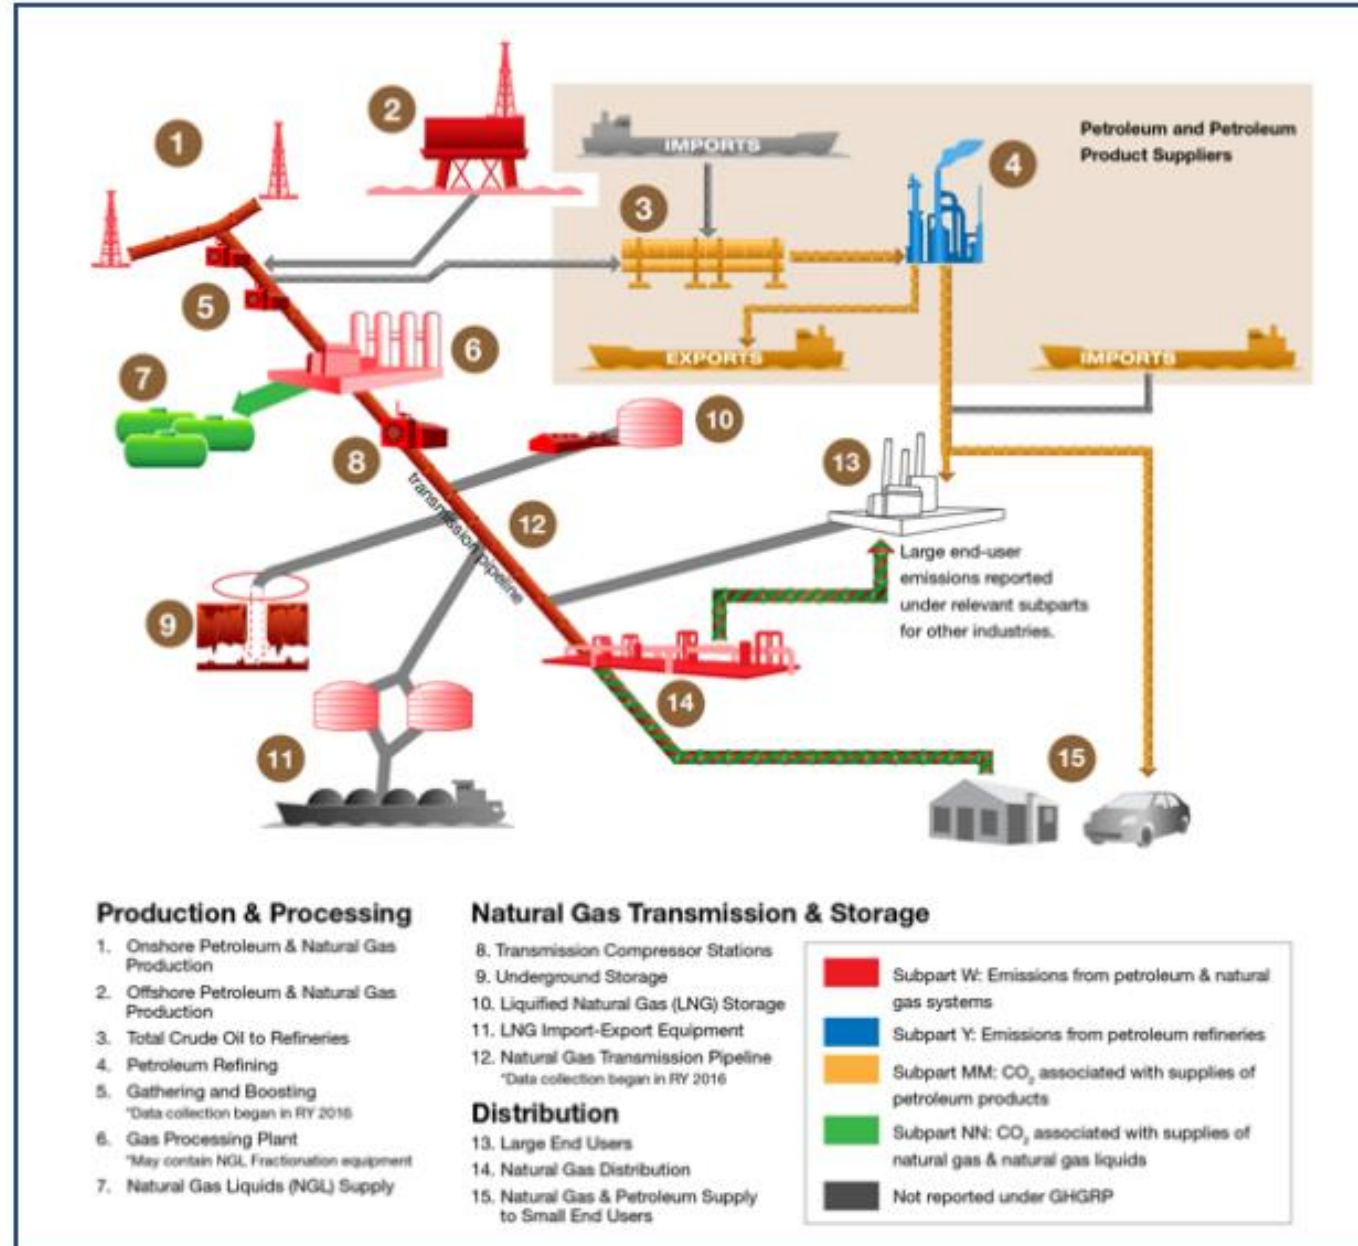 1
2
IMPORTS
Petroleum and Petroleum
Product Suppliers
4
3
5
6
EXPORTS
IMPORTS
7
10
8
13
transmission pipeline
12
Large end-user
emissions reported
under relevant subparts
for other industries.
9
14
11
15
Production & Processing
1. Onshore Petroleum & Natural Gas
Production
2. Offshore Petroleum & Natural Gas
Production
3. Total Crude Oil to Refineries
4. Petroleum Refining
5. Gathering and Boosting
*Data collection began in RY 2016
6. Gas Processing Plant
*May contain NGL Fractionation equipment
7. Natural Gas Liquids (NGL) Supply
Natural Gas Transmission & Storage
8. Transmission Compressor Stations
9. Underground Storage
10. Liquified Natural Gas (LNG) Storage
11. LNG Import-Export Equipment
12. Natural Gas Transmission Pipeline
*Data collection began in RY 2016
Distribution
13. Large End Users
14. Natural Gas Distribution
15. Natural Gas & Petroleum Supply
to Small End Users
Subpart W: Emissions from petroleum & natural
gas systems
Subpart Y: Emissions from petroleum refineries
Subpart MM: CO₂ associated with supplies of
petroleum products
Subpart NN: CO₂ associated with supplies of
natural gas & natural gas liquids
Not reported under GHGRP